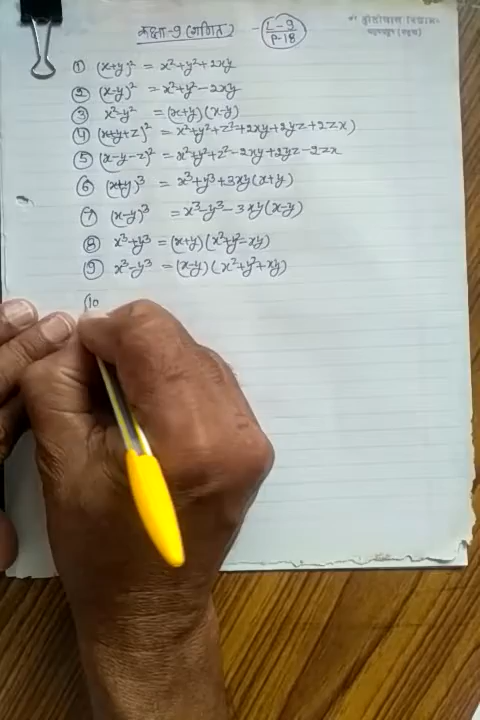 कक्षा-9 (गणित) - L-9
P-18
① (x+y)² = x²+y²+2xy
② (x-y)² = x²+y²-2xy
③ x²-y² = (x+y)(x-y)
④ (x+y+z)² = x²+y²+z²+2xy+2yz+2zx)
⑤ (x-y-z)² = x²+y²+z²-2xy+2yz-2zx
⑥ (x+y)³ = x³+y³+3xy(x+y)
⑦ (x-y)³ = x³-y³-3xy(x-y)
⑧ x³+y³ = (x+y)(x²+y²-xy)
⑨ x³-y³ = (x-y)(x²+y²+xy)
(10